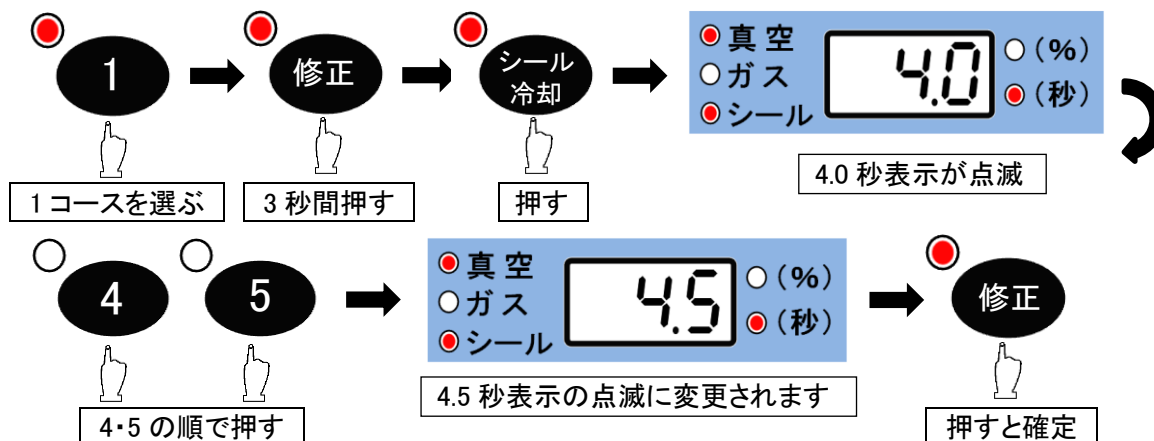 1
修正
シール
冷却
真空
ガス
シール
4.0
(%)
(秒)
1コースを選ぶ
3秒間押す
押す
4.0秒表示が点滅
4
5
真空
ガス
シール
4.5
(%)
(秒)
修正
4・5の順で押す
4.5秒表示の点滅に変更されます
押すと確定